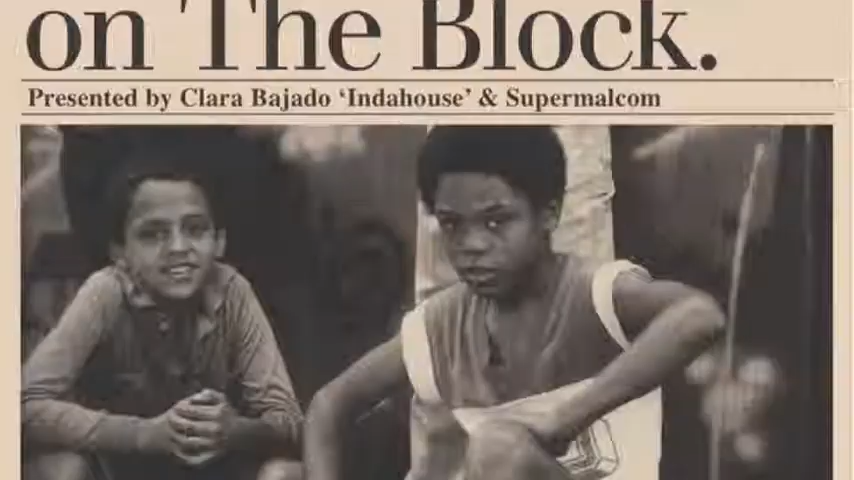 on The Block.
Presented by Clara Bajado ‘Indahouse’ & Supermalcom